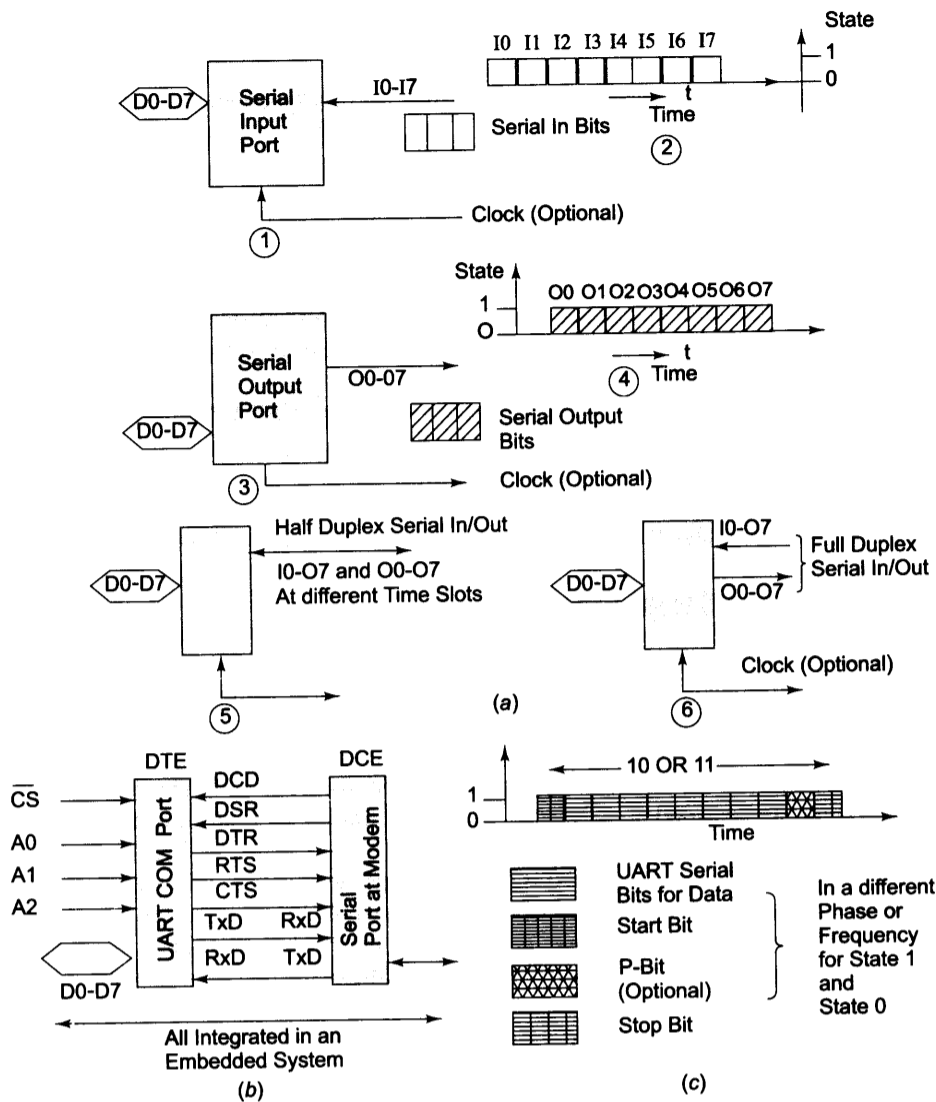 I0 I1 I2 I3 I4 I5 I6 I7
State
1
0
D0-D7
Serial
Input
Port
I0-I7
Serial In Bits
t
Time
2
Clock (Optional)
1
State
1
O
O0 O1 O2 O3 O4 O5 O6 O7
t
Time
4
Serial
Output
Port
O0-07
D0-D7
Serial Output
Bits
3
Clock (Optional)
Half Duplex Serial In/Out
D0-D7
I0-O7 and O0-O7
At different Time Slots
5
I0-O7
D0-D7
O0-O7
Full Duplex
Serial In/Out
Clock (Optional)
6
(a)
DTE
DCE
CS
A0
A1
A2
D0-D7
UART COM Port
DCD
DSR
DTR
RTS
CTS
TxD RxD
RxD TxD
Serial
Port at Modem
All Integrated in an
Embedded System
(b)
10 OR 11
1
0
Time
UART Serial
Bits for Data
Start Bit
P-Bit
(Optional)
Stop Bit
In a different
Phase or
Frequency
for State 1
and
State 0
(c)